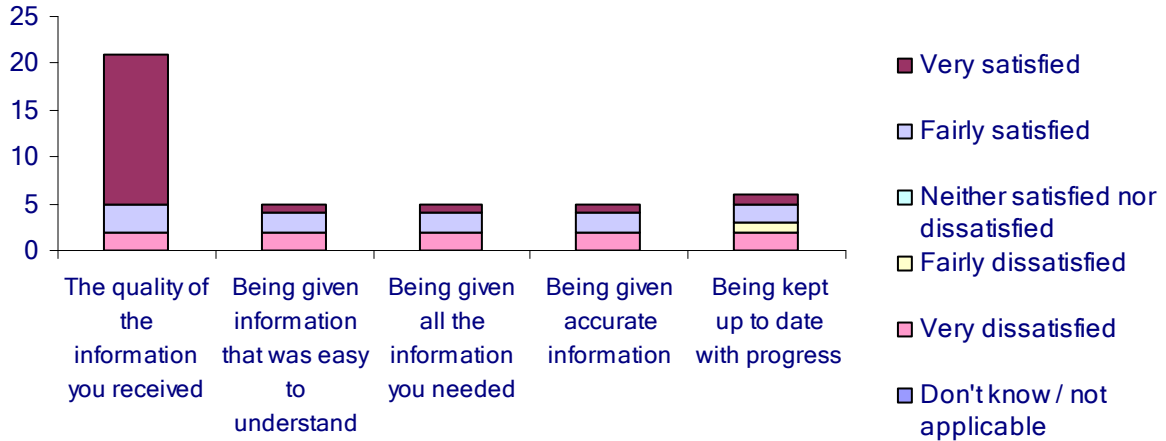 25
20
15
10
5
0
The quality of
the
information
you received
Being given
information
that was easy
to
understand
Being given
all the
information
you needed
Being given
accurate
information
Being kept
up to date
with progress
Very satisfied
Fairly satisfied
Neither satisfied nor
dissatisfied
Fairly dissatisfied
Very dissatisfied
Don't know / not
applicable